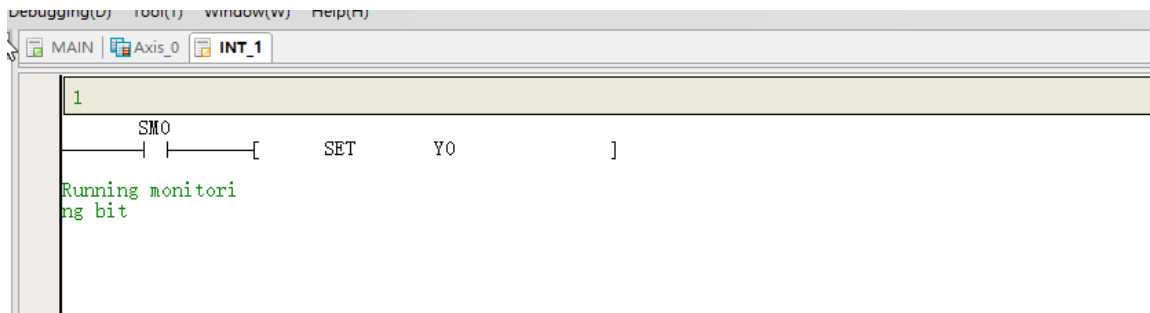 Debugging(D) Tool(T) Window(W) Help(H)
MAIN Axis_0 INT_1
1
SM0
SET Y0
Running monitori
ng bit